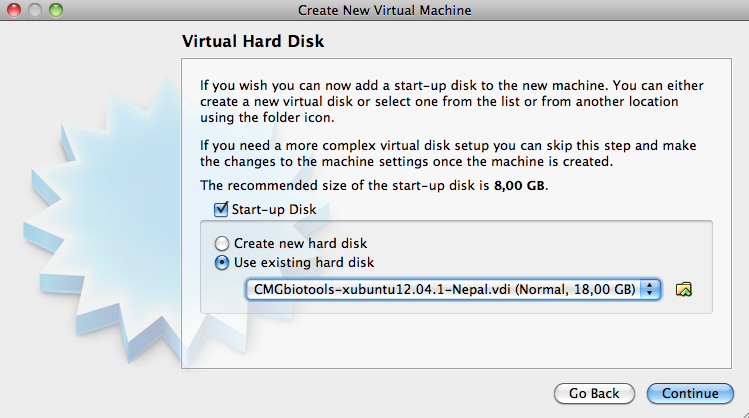 Create New Virtual Machine
Virtual Hard Disk
If you wish you can now add a start-up disk to the new machine. You can either
create a new virtual disk or select one from the list or from another location
using the folder icon.
If you need a more complex virtual disk setup you can skip this step and make
the changes to the machine settings once the machine is created.
The recommended size of the start-up disk is 8,00 GB.
Start-up Disk
Create new hard disk
Use existing hard disk
CMGbiotools-xubuntu12.04.1-Nepal.vdi (Normal, 18,00 GB)
Go Back
Continue